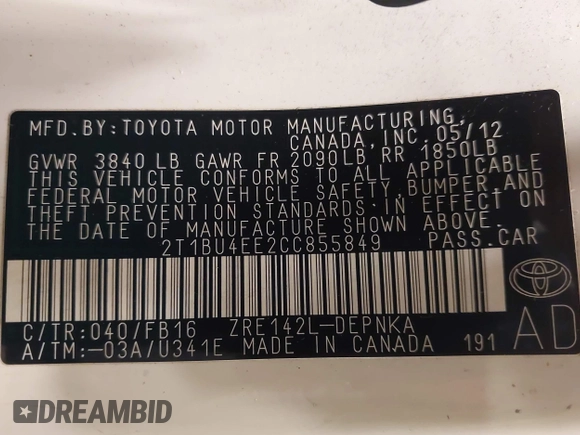 MFD.BY:TOYOTA MOTOR MANUFACTURING,
CANADA,INC. 05/12
GVWR 3840 LB GAWR FR 2090LB, RR 1850LB
THIS VEHICLE CONFORMS TO ALL APPLICABLE
FEDERAL MOTOR VEHICLE SAFETY, BUMPER,AND
THEFT PREVENTION STANDARDS IN EFFECT ON
THE DATE OF MANUFACTURE SHOWN ABOVE.
2T1BU4EE2CC855849 PASS.CAR
C/TR:040/FB16 ZRE142L-DEPNKA
A/TM:-03A/U341E MADE IN CANADA 191
AD
DREAMBID